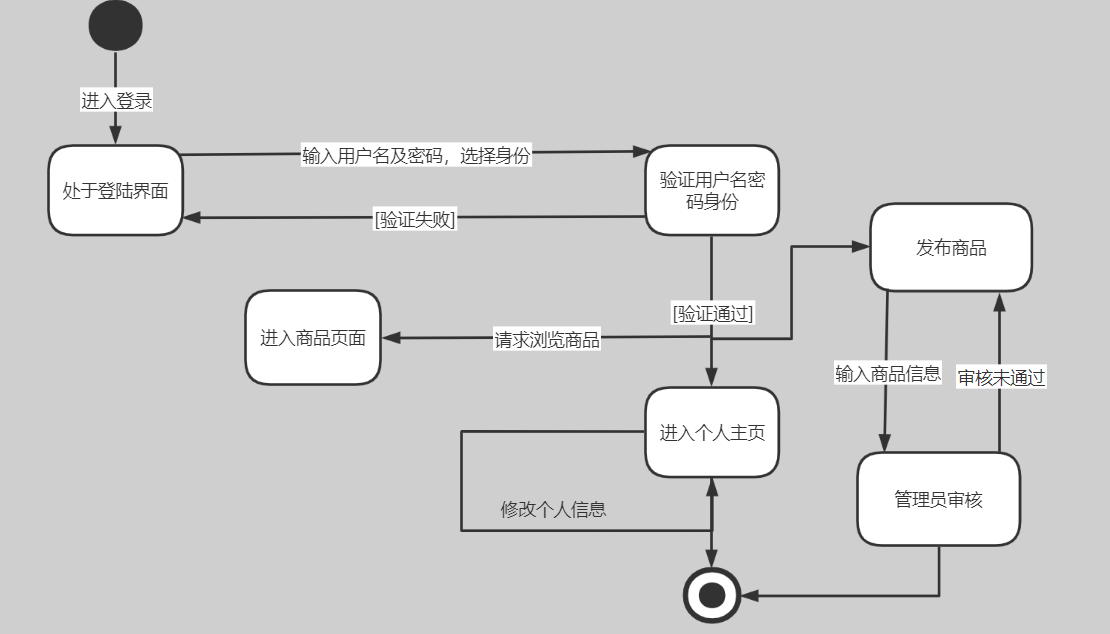 进入登录
处于登陆界面
输入用户名及密码，选择身份
验证用户名密
码身份
[验证失败]
发布商品
[验证通过]
请求浏览商品
进入商品页面
输入商品信息
审核未通过
进入个人主页
修改个人信息
管理员审核